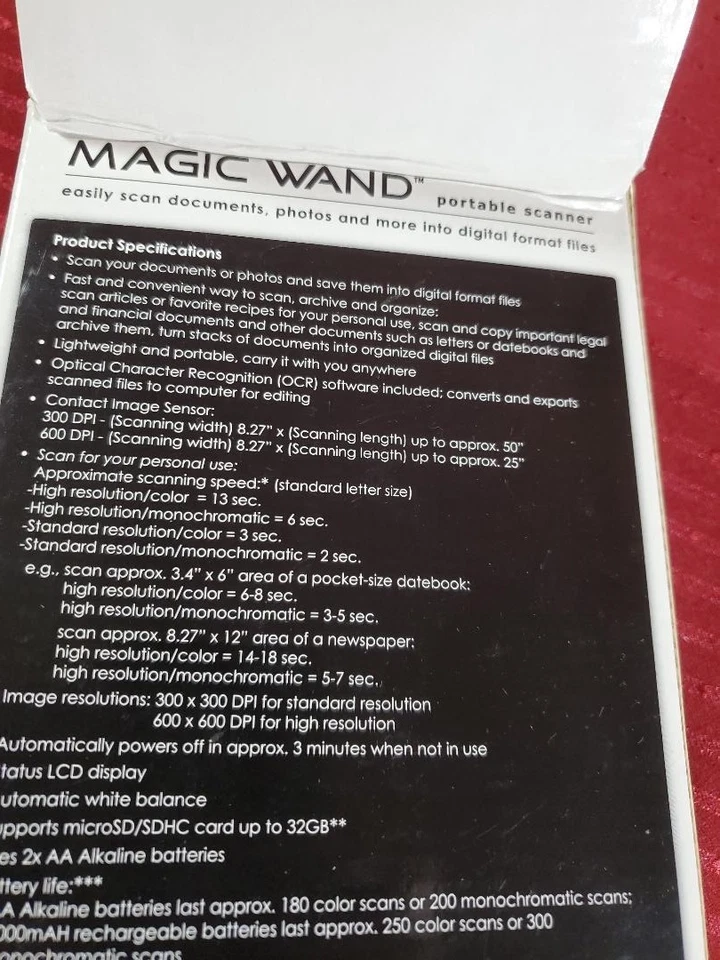 MAGIC WAND™ portable scanner
easily scan documents, photos and more into digital format files
Product Specifications
• Scan your documents or photos and save them into digital format files
• Fast and convenient way to scan, archive and organize:
scan articles or favorite recipes for your personal use, scan and copy important legal
and financial documents and other documents such as letters or datebooks and
archive them, turn stacks of documents into organized digital files
• Lightweight and portable, carry it with you anywhere
• Optical Character Recognition (OCR) software included; converts and exports
scanned files to computer for editing
• Contact Image Sensor:
300 DPI - (Scanning width) 8.27" x (Scanning length) up to approx. 50"
600 DPI - (Scanning width) 8.27" x (Scanning length) up to approx. 25"
• Scan for your personal use:
Approximate scanning speed:* (standard letter size)
-High resolution/color = 13 sec.
-High resolution/monochromatic = 6 sec.
-Standard resolution/color = 3 sec.
-Standard resolution/monochromatic = 2 sec.
e.g., scan approx. 3.4" x 6" area of a pocket-size datebook:
high resolution/color = 6-8 sec.
high resolution/monochromatic = 3-5 sec.
scan approx. 8.27" x 12" area of a newspaper:
high resolution/color = 14-18 sec.
high resolution/monochromatic = 5-7 sec.
Image resolutions: 300 x 300 DPI for standard resolution
600 x 600 DPI for high resolution
Automatically powers off in approx. 3 minutes when not in use
tatus LCD display
utomatic white balance
pports microSD/SDHC card up to 32GB**
es 2x AA Alkaline batteries
ttery life:***
A Alkaline batteries last approx. 180 color scans or 200 monochromatic scans;
000mAH rechargeable batteries last approx. 250 color scans or 300
onochromatic scans